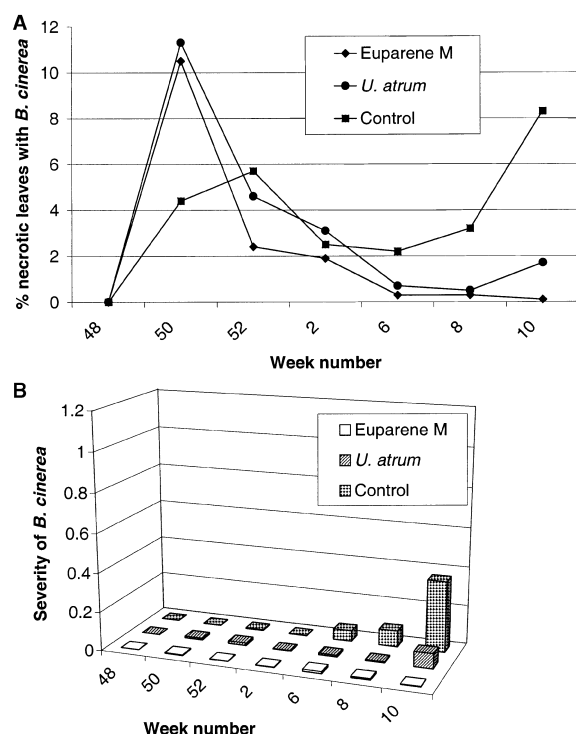 A
% necrotic leaves with B. cinerea
12
10
8
6
4
2
0
Euparene M
U. atrum
Control
48 50 52 2 6 8 10
Week number
B
Severity of B. cinerea
1.2
1
0.8
0.6
0.4
0.2
0
Euparene M
U. atrum
Control
48 50 52 2 6 8 10
Week number